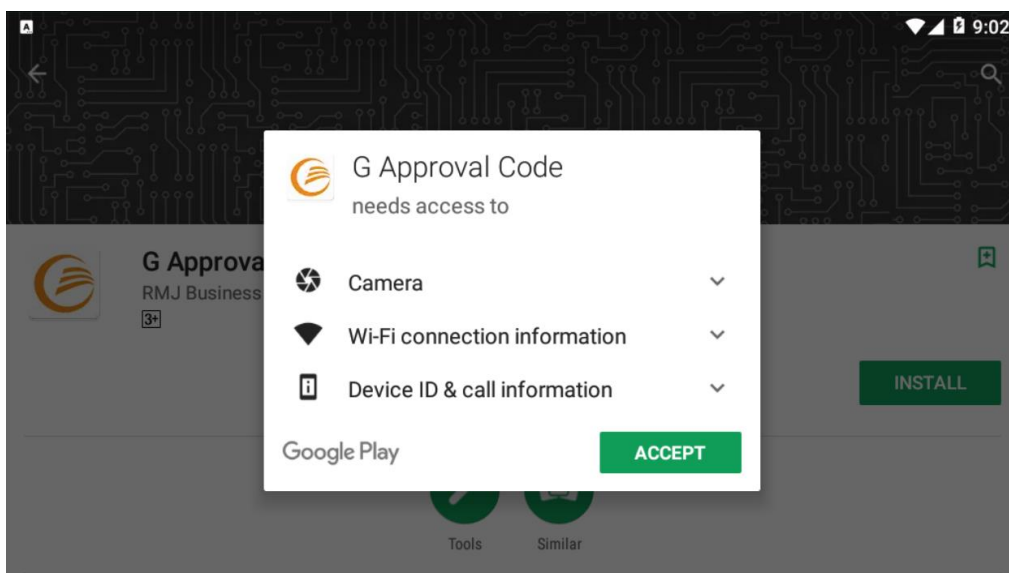 A
9:02
G Approval Code
needs access to
G Approva
RMJ Business
3+
Camera
Wi-Fi connection information
Device ID & call information
INSTALL
Google Play
ACCEPT
Tools
Similar